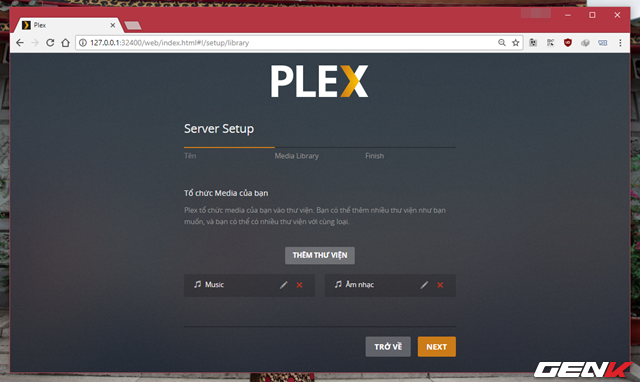 Plex
127.0.0.1:32400/web/index.html#!/setup/library
PLEX
Server Setup
Tên
Media Library
Finish
Tổ chức Media của bạn
Plex tổ chức media của bạn vào thư viện. Bạn có thể thêm nhiều thư viện như bạn
muốn, và bạn có thể có nhiều thư viện với cùng loại.
THÊM THƯ VIỆN
Music
Âm nhạc
TRỞ VỀ
NEXT
GENK